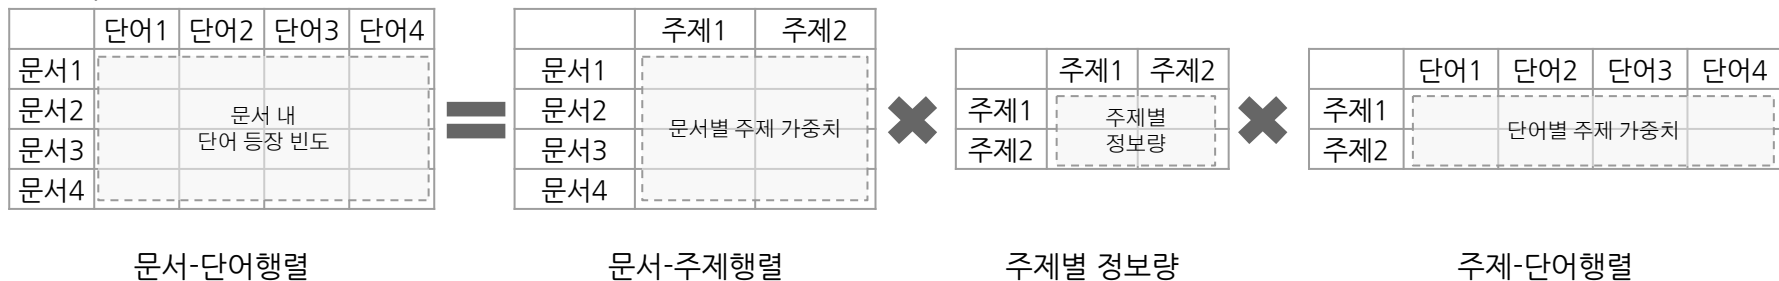 단어1 단어2 단어3 단어4
문서1
문서2
문서3
문서4
문서 내
단어 등장 빈도
주제1 주제2
문서1
문서2
문서3
문서4
문서별 주제 가중치
주제1 주제2
주제1
주제2
주제별
정보량
단어1 단어2 단어3 단어4
주제1
주제2
단어별 주제 가중치
문서-단어행렬
문서-주제행렬
주제별 정보량
주제-단어행렬